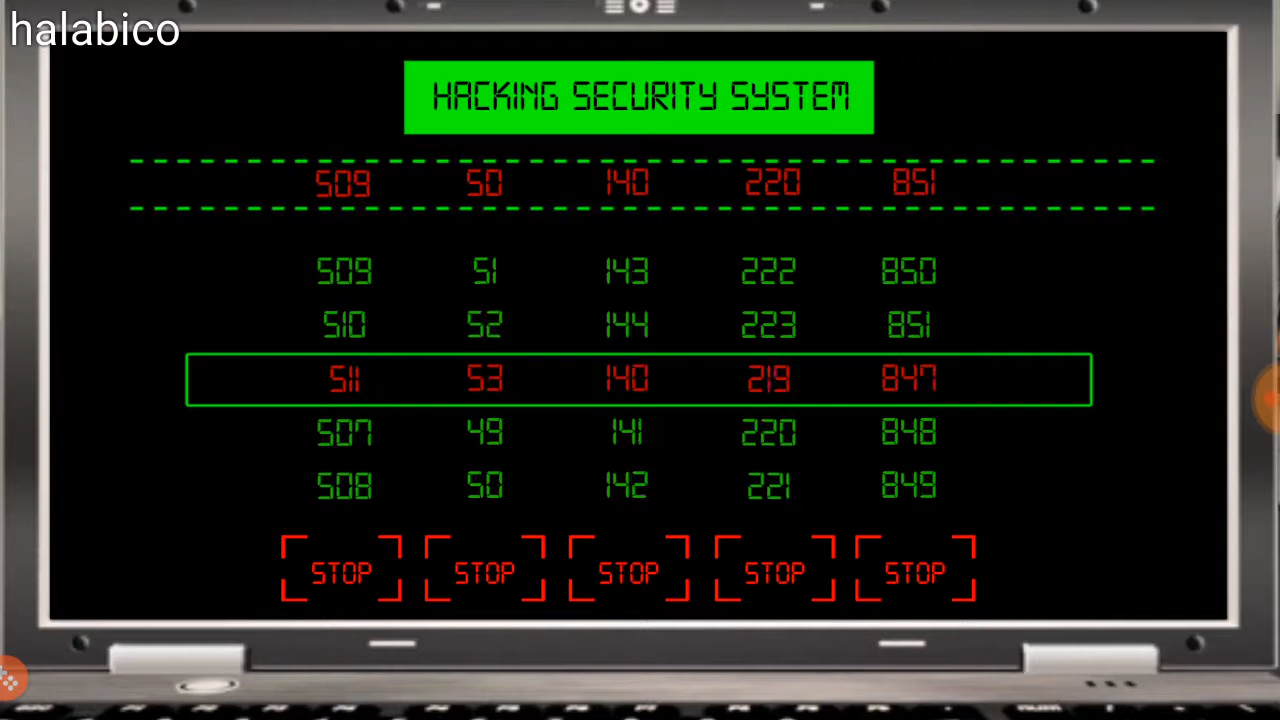 halabico
HACKING SECURITY SYSTEM
509 50 140 220 851
509 51 143 222 850
510 52 144 223 851
511 53 140 219 847
507 49 141 220 848
508 50 142 221 849
STOP STOP STOP STOP STOP